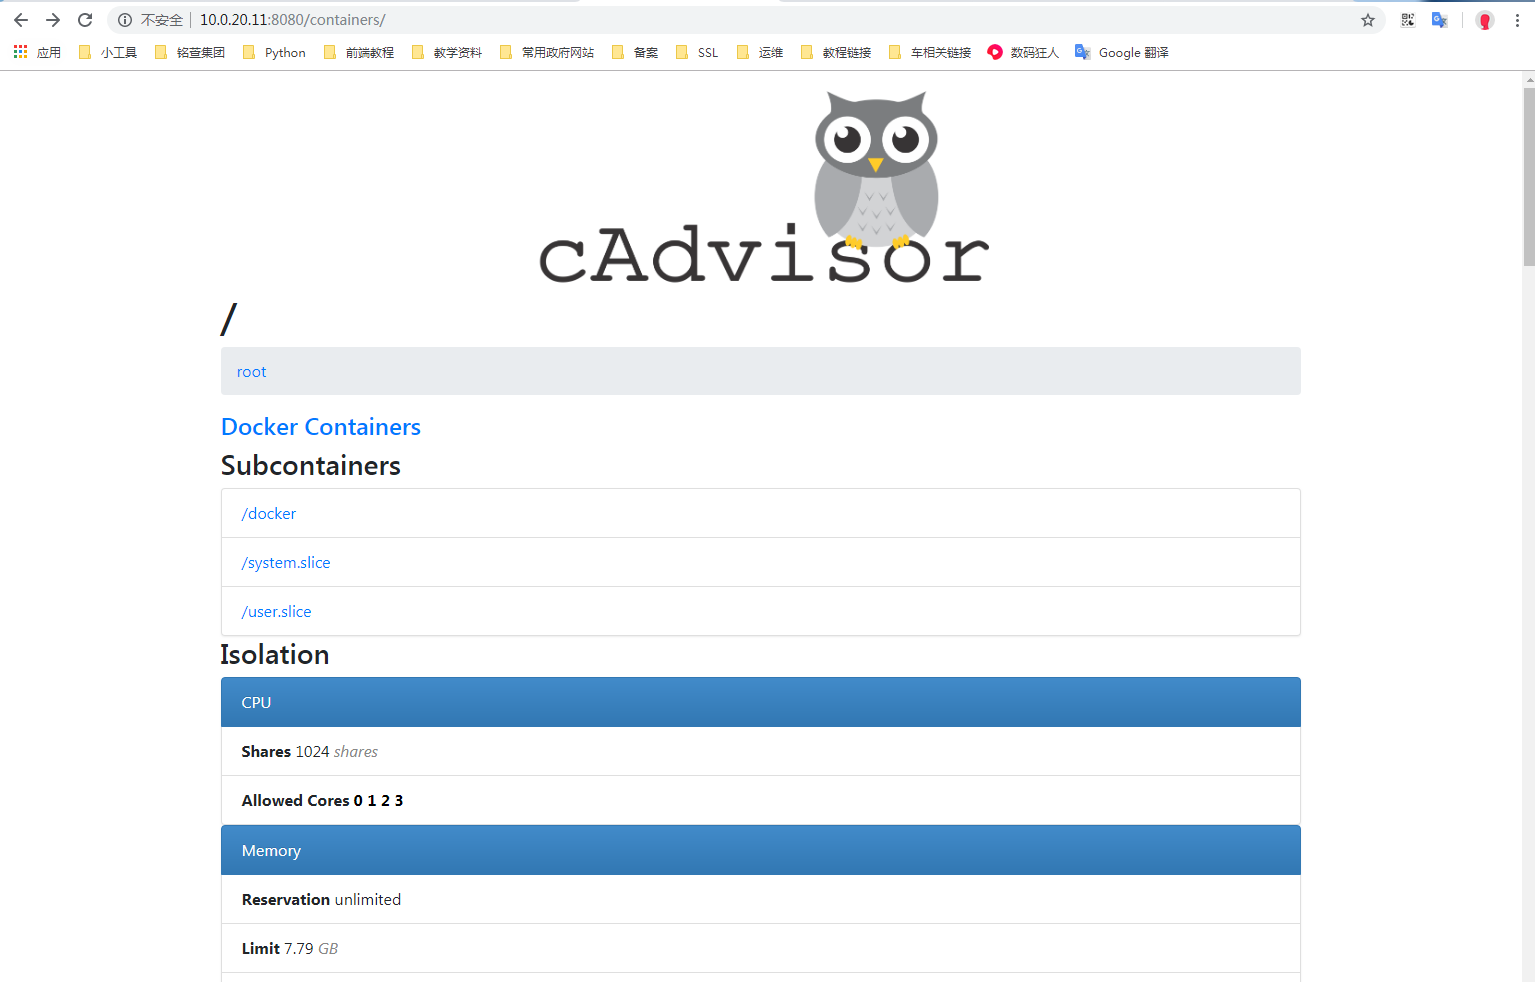 不安全 10.0.20.11:8080/containers/
应用 小工具 铭萱集团 Python 前端教程 教学资料 常用政府网站 备案 SSL 运维 教程链接 车相关链接 数码狂人 Google 翻译
cAdvisor
/
root
Docker Containers
Subcontainers
/docker
/system.slice
/user.slice
Isolation
CPU
Shares 1024 shares
Allowed Cores 0 1 2 3
Memory
Reservation unlimited
Limit 7.79 GB